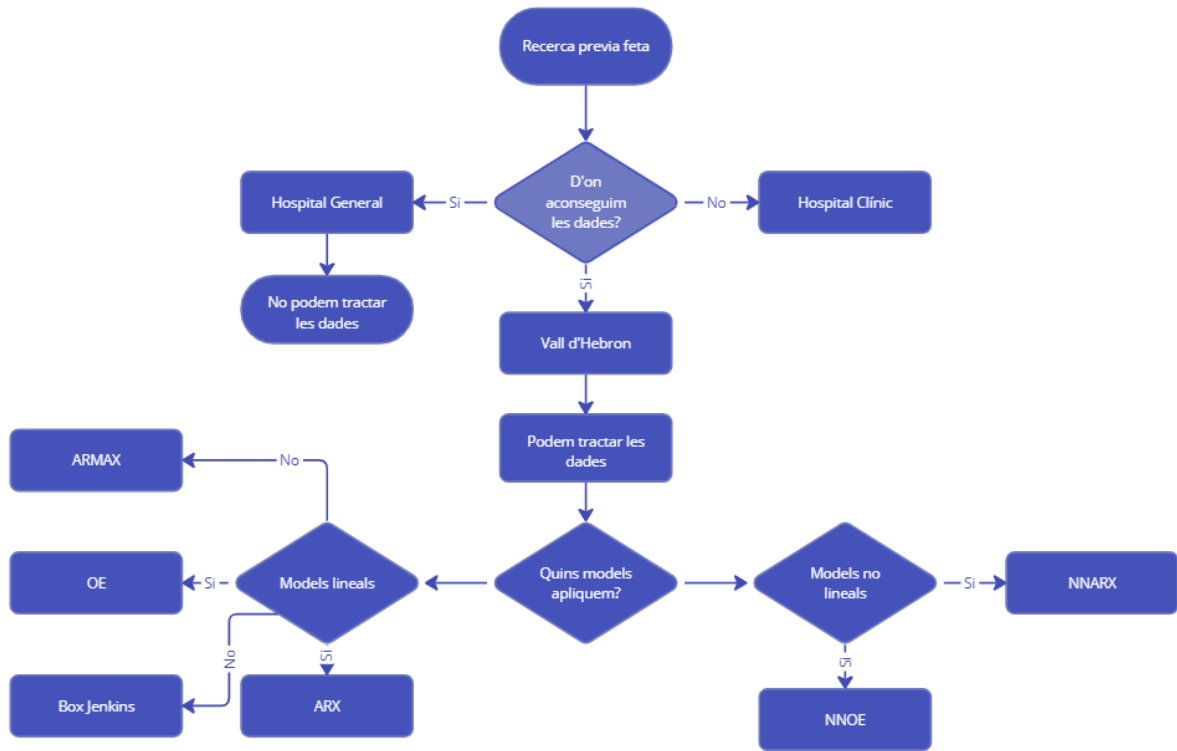 Recerca previa feta
D'on
aconseguim
les dades?
Hospital General
Si
No
Hospital Clínic
No podem tractar
les dades
Si
Vall d'Hebron
Podem tractar les
dades
ARMAX
No
Quins models
apliquem?
Models lineals
Si
OE
No
Box Jenkins
Si
ARX
Models no
lineals
Si
NNARX
Si
NNOE